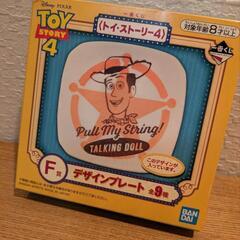 Disney PIXAR
TOY
STORY
4
一番くじ
〈トイ・ストーリー4〉
対象年齢8才以上
一番くじ
Pull My String!
TALKING DOLL
このデザインが
入っています。
F賞
デザインプレート 全9種
BAN
DAI